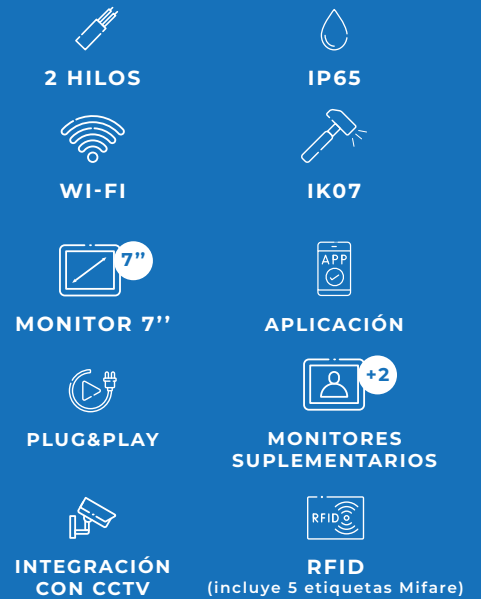 2 HILOS
IP65
WI-FI
IK07
7’’
MONITOR 7’’
APP
APLICACIÓN
PLUG&PLAY
+2
MONITORES
SUPLEMENTARIOS
INTEGRACIÓN
CON CCTV
RFID
RFID
(incluye 5 etiquetas Mifare)